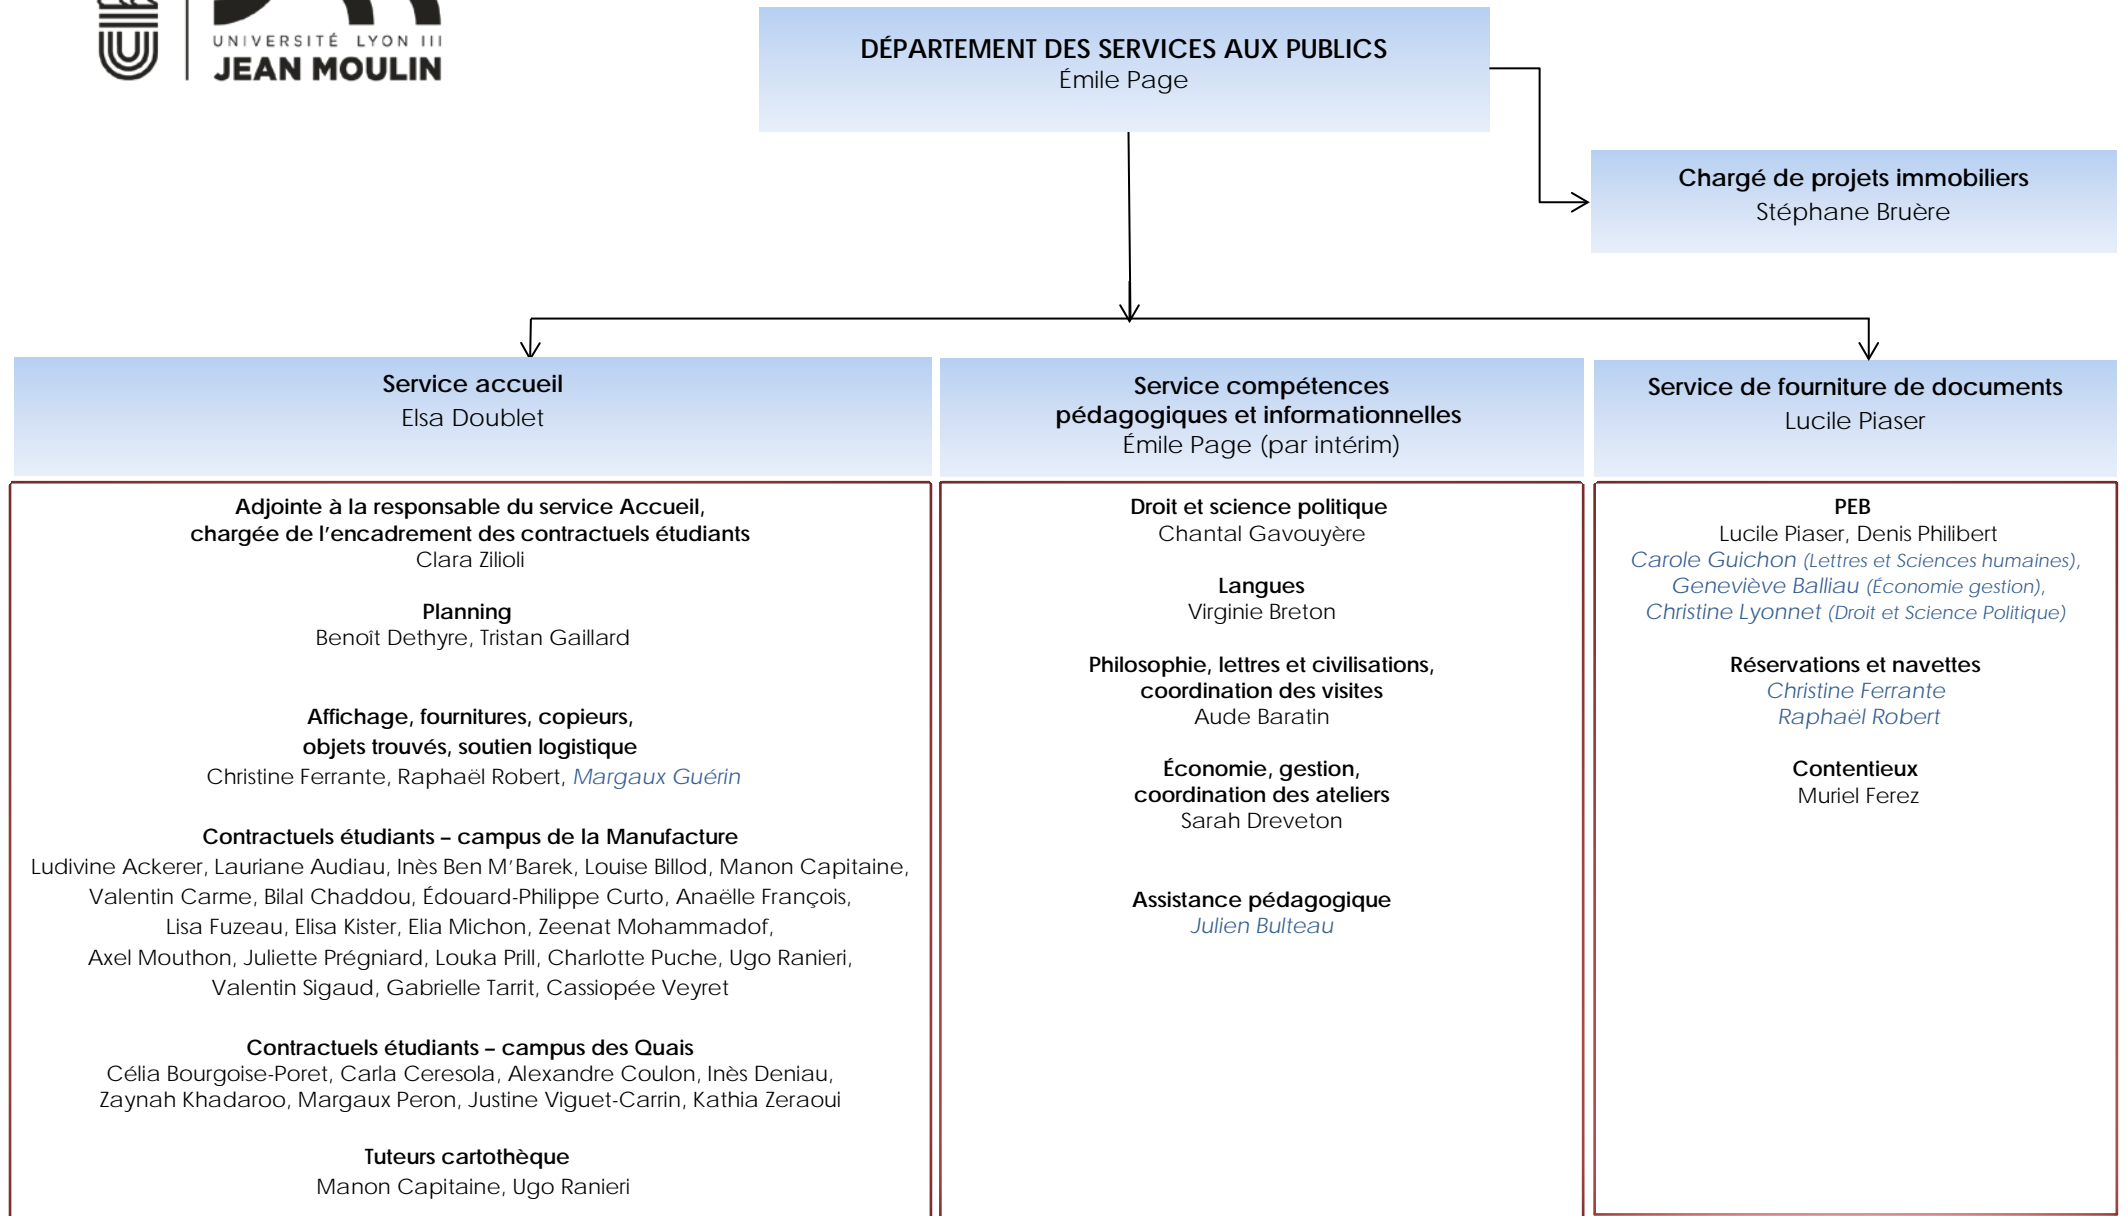 UNIVERSITÉ LYON III
JEAN MOULIN
DÉPARTEMENT DES SERVICES AUX PUBLICS
Émile Page
Chargé de projets immobiliers
Stéphane Bruère
Service accueil
Elsa Doublet
Adjointe à la responsable du service Accueil,
chargée de l'encadrement des contractuels étudiants
Clara Zilioli
Planning
Benoît Dethyre, Tristan Gaillard
Affichage, fournitures, copieurs,
objets trouvés, soutien logistique
Christine Ferrante, Raphaël Robert, Margaux Guérin
Contractuels étudiants – campus de la Manufacture
Ludivine Ackerer, Lauriane Audiau, Inès Ben M'Barek, Louise Billod, Manon Capitaine,
Valentin Carme, Bilal Chaddou, Édouard-Philippe Curto, Anaëlle François,
Lisa Fuzeau, Elisa Kister, Elia Michon, Zeenat Mohammadof,
Axel Mouthon, Juliette Prégniard, Louka Prill, Charlotte Puche, Ugo Ranieri,
Valentin Sigaud, Gabrielle Tarrit, Cassiopée Veyret
Contractuels étudiants – campus des Quais
Célia Bourgoise-Poret, Carla Ceresola, Alexandre Coulon, Inès Deniau,
Zaynah Khadaroo, Margaux Peron, Justine Viguet-Carrin, Kathia Zeraoui
Tuteurs cartothèque
Manon Capitaine, Ugo Ranieri
Service compétences
pédagogiques et informationnelles
Émile Page (par intérim)
Droit et science politique
Chantal Gavouyère
Langues
Virginie Breton
Philosophie, lettres et civilisations,
coordination des visites
Aude Baratin
Économie, gestion,
coordination des ateliers
Sarah Dreveton
Assistance pédagogique
Julien Bulteau
Service de fourniture de documents
Lucile Piaser
PEB
Lucile Piaser, Denis Philibert
Carole Guichon (Lettres et Sciences humaines),
Geneviève Balliau (Économie gestion),
Christine Lyonnet (Droit et Science Politique)
Réservations et navettes
Christine Ferrante
Raphaël Robert
Contentieux
Muriel Ferez